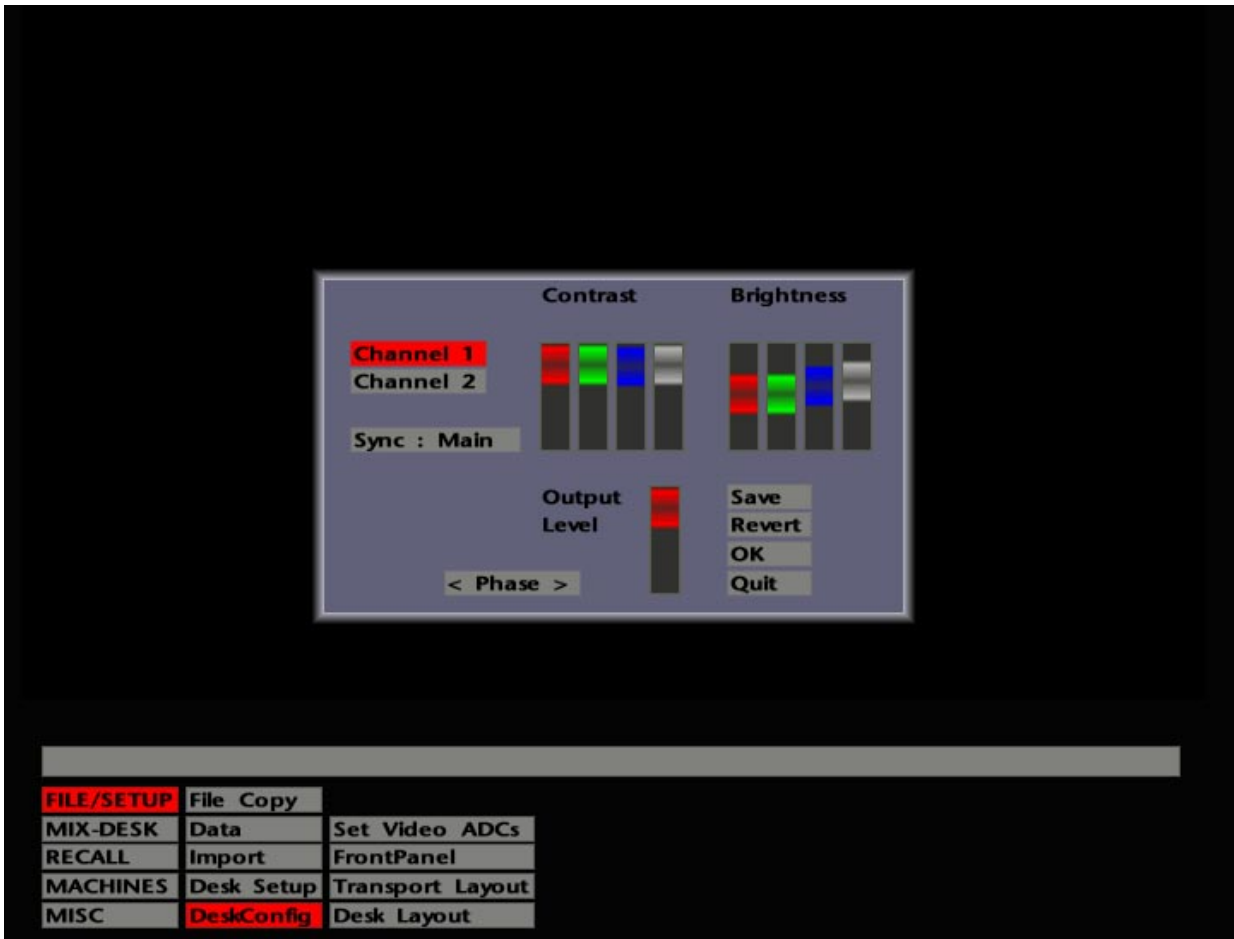 Contrast Brightness
Channel 1
Channel 2
Sync : Main
Output Level
Save
Revert
OK
Quit
< Phase >
FILE/SETUP File Copy
MIX-DESK Data Set Video ADCs
RECALL Import FrontPanel
MACHINES Desk Setup Transport Layout
MISC DeskConfig Desk Layout